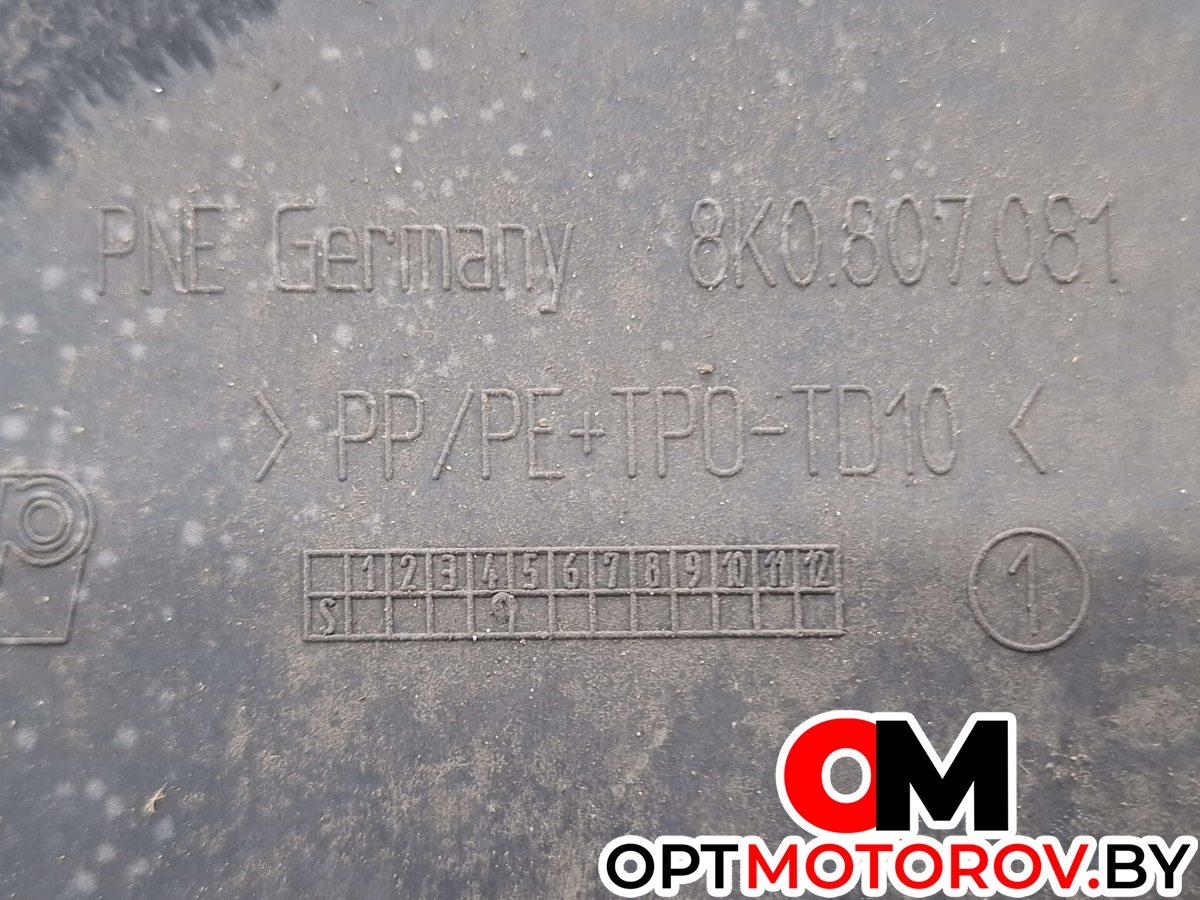 PNE Germany 8K0.807.081
> PP/PE+TPO-TD10 <
1 2 3 4 5 6 7 8 9 10 11 12
S
1
OM
OPTMOTOROV.BY